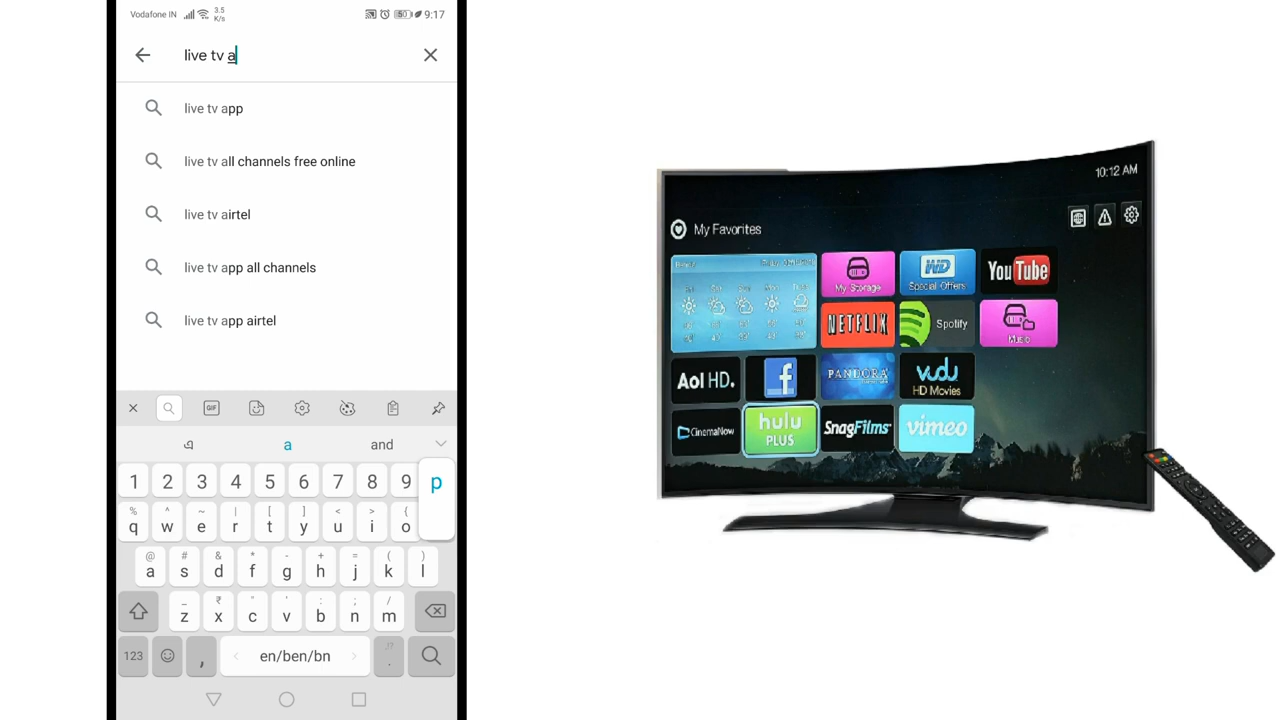 Vodafone IN 3.5 K/s 50 9:17
live tv a
live tv app
live tv all channels free online
live tv airtel
live tv app all channels
live tv app airtel
GIF
এ a and
1 2 3 4 5 6 7 8 9 p
% ^ ~ | [ ] < > {
q w e r t y u i o
@ # & * - + = ( )
a s d f g h j k l
_ ₹ " ' : ; /
z x c v b n m
123 , en/ben/bn !? .
10:12 AM
My Favorites
My Storage
WD
Special Offers
YouTube
NETFLIX
Spotify
Music
Aol HD.
f
PANDORA
vudu
HD Movies
CinemaNow
hulu
PLUS
SnagFilms
vimeo